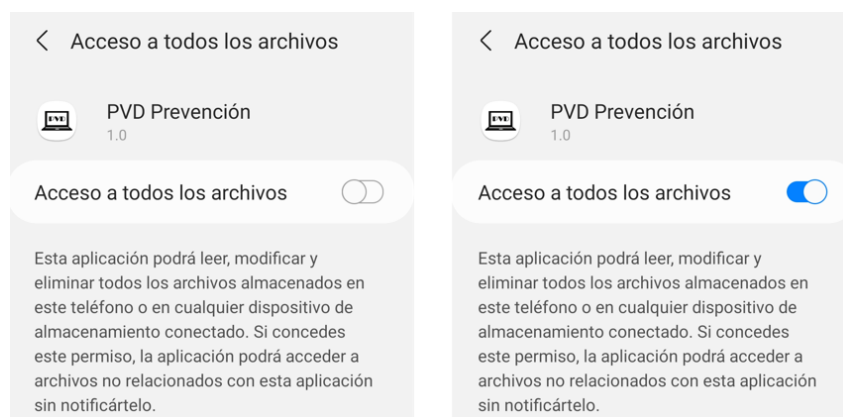 Acceso a todos los archivos
PVD
PVD Prevención
1.0
Acceso a todos los archivos
Esta aplicación podrá leer, modificar y
eliminar todos los archivos almacenados en
este teléfono o en cualquier dispositivo de
almacenamiento conectado. Si concedes
este permiso, la aplicación podrá acceder a
archivos no relacionados con esta aplicación
sin notificártelo.
Acceso a todos los archivos
PVD
PVD Prevención
1.0
Acceso a todos los archivos
Esta aplicación podrá leer, modificar y
eliminar todos los archivos almacenados en
este teléfono o en cualquier dispositivo de
almacenamiento conectado. Si concedes
este permiso, la aplicación podrá acceder a
archivos no relacionados con esta aplicación
sin notificártelo.